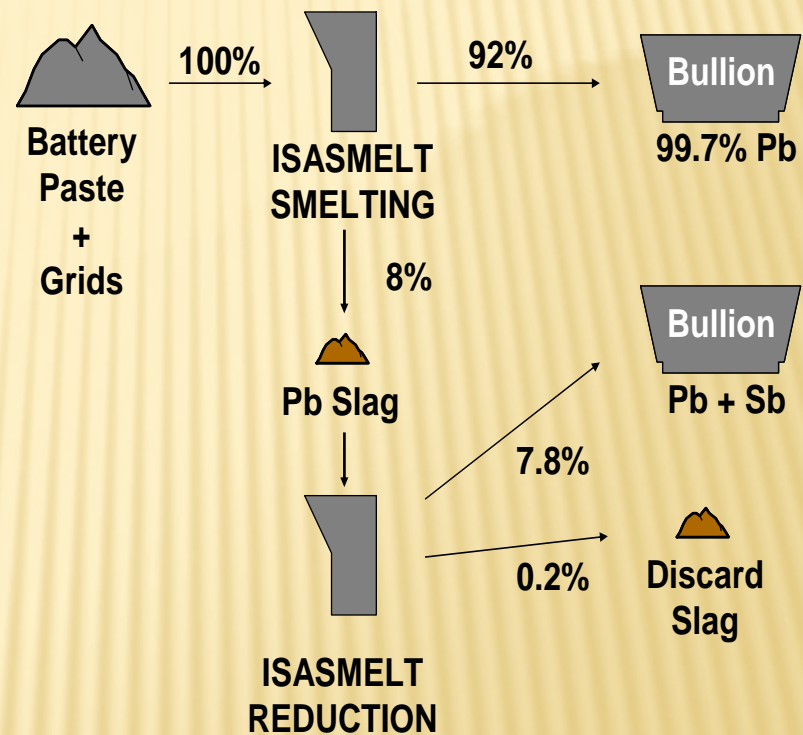 100%
92%
Bullion
Battery
Paste
+
Grids
ISASMELT
SMELTING
99.7% Pb
8%
Bullion
Pb Slag
Pb + Sb
7.8%
0.2%
Discard
Slag
ISASMELT
REDUCTION